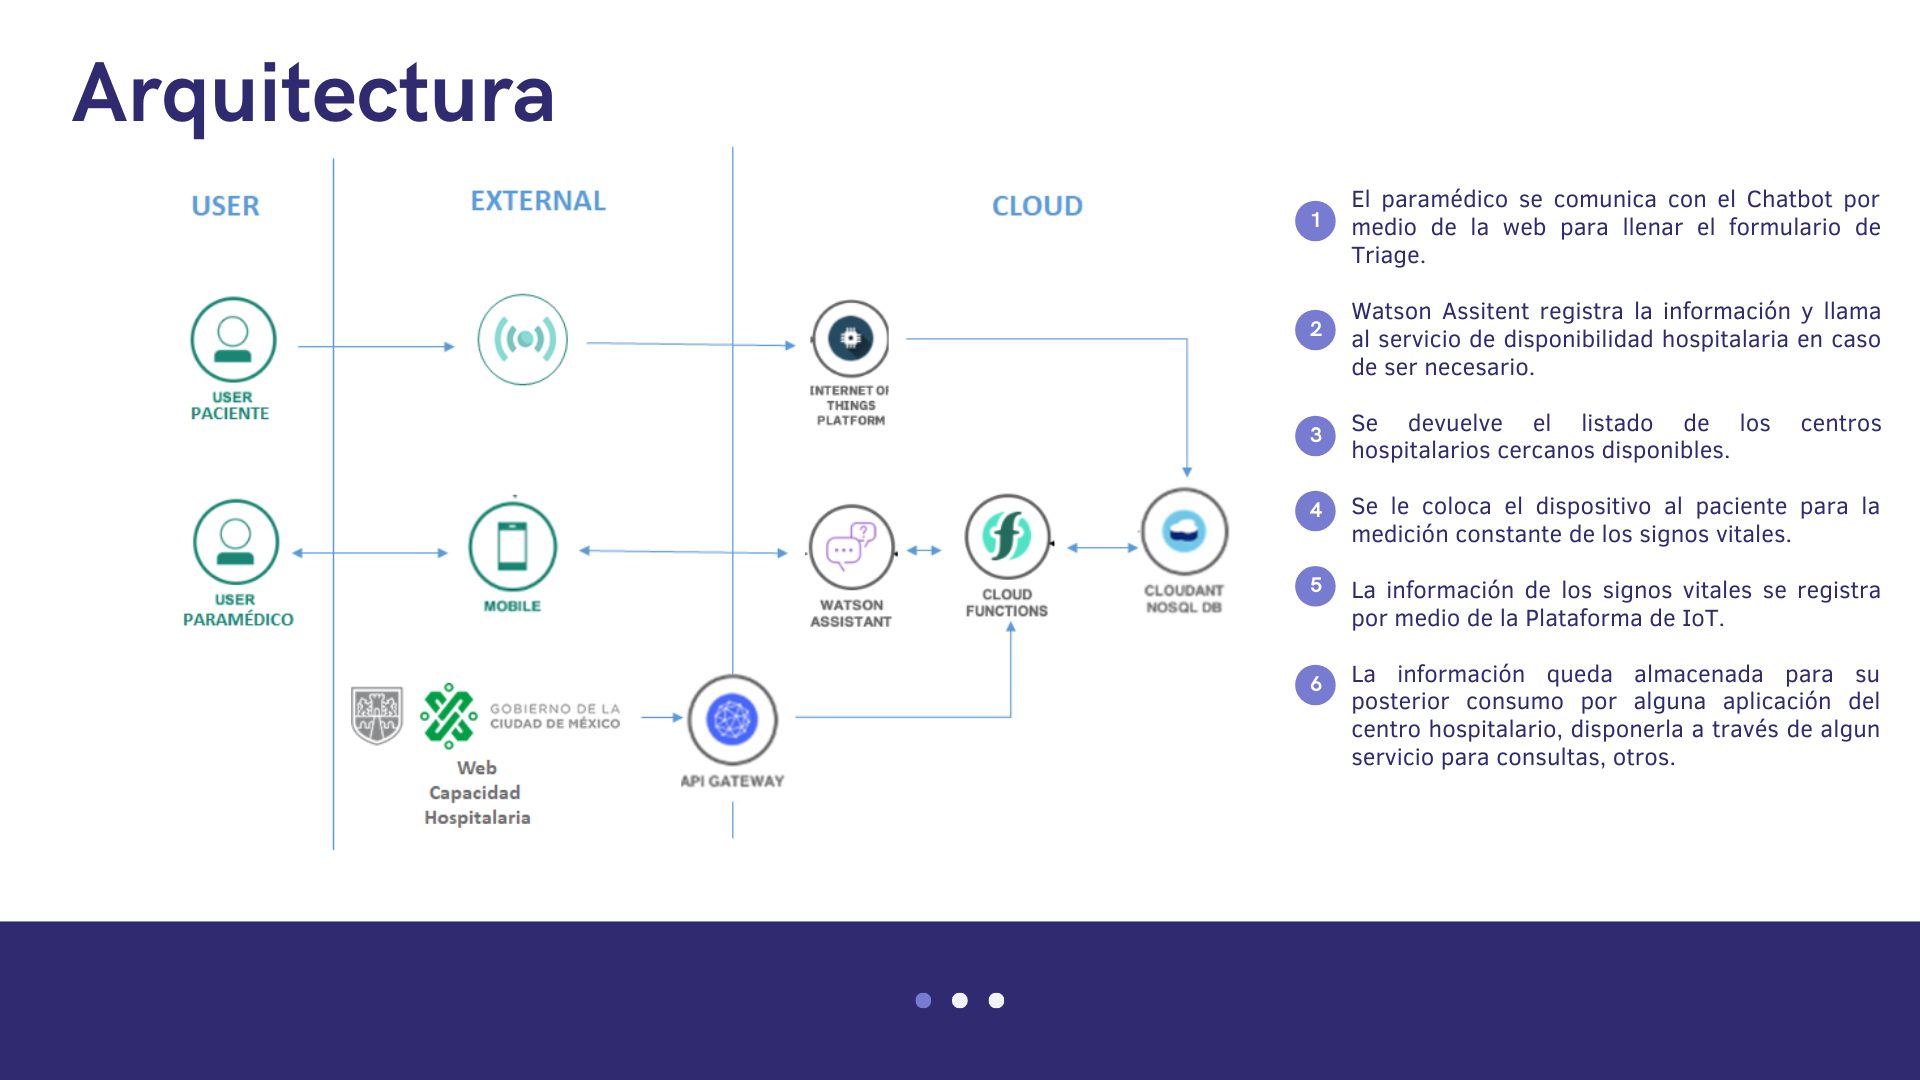 Arquitectura
USER
EXTERNAL
CLOUD
USER
PACIENTE
INTERNET OF
THINGS
PLATFORM
USER
PARAMÉDICO
MOBILE
WATSON
ASSISTANT
CLOUD
FUNCTIONS
CLOUDANT
NOSQL DB
GOBIERNO DE LA
CIUDAD DE MÉXICO
Web
Capacidad
Hospitalaria
API GATEWAY
1
El paramédico se comunica con el Chatbot por
medio de la web para llenar el formulario de
Triage.
2
Watson Assitent registra la información y llama
al servicio de disponibilidad hospitalaria en caso
de ser necesario.
3
Se devuelve el listado de los centros
hospitalarios cercanos disponibles.
4
Se le coloca el dispositivo al paciente para la
medición constante de los signos vitales.
5
La información de los signos vitales se registra
por medio de la Plataforma de IoT.
6
La información queda almacenada para su
posterior consumo por alguna aplicación del
centro hospitalario, disponerla a través de algun
servicio para consultas, otros.